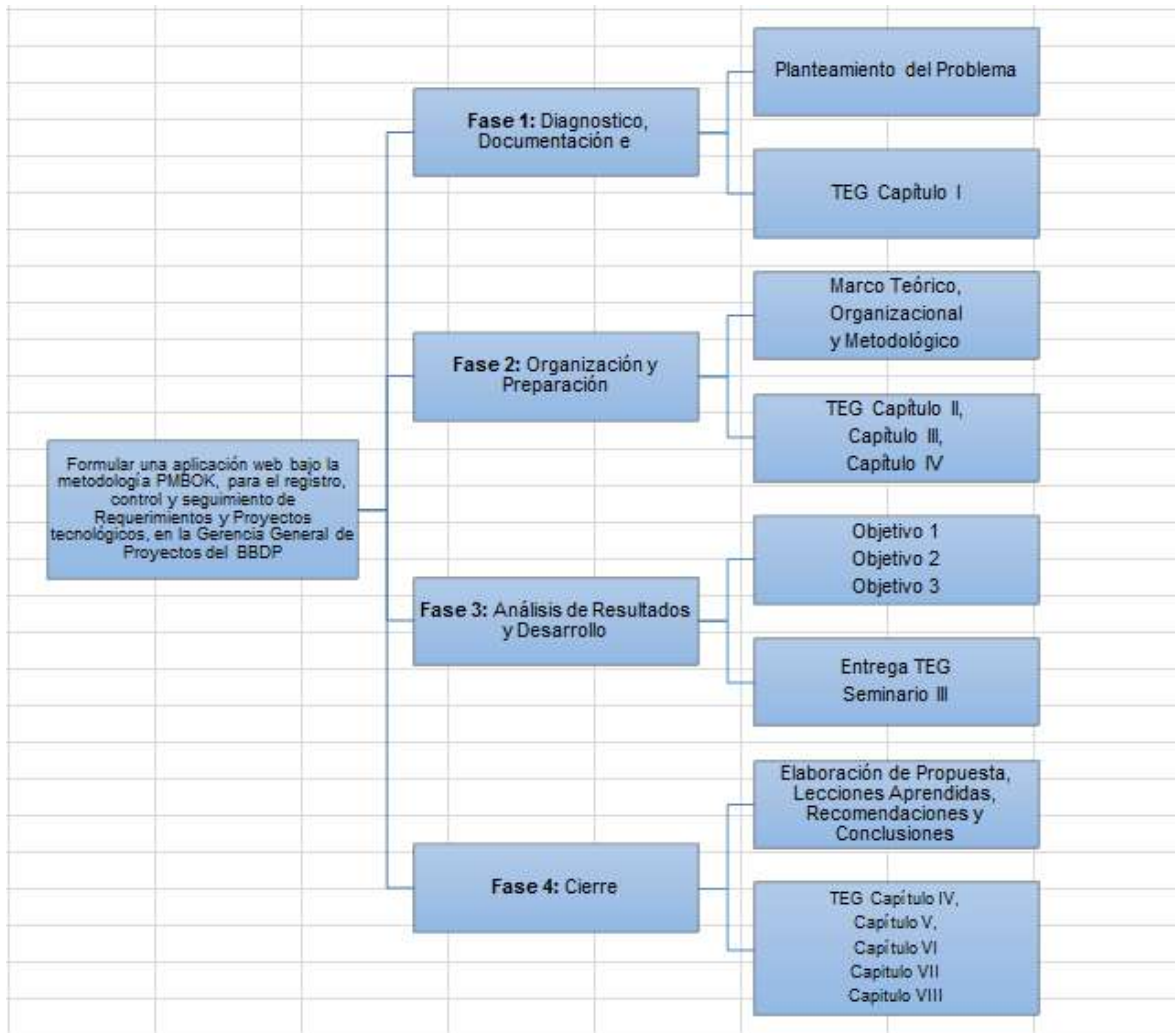 Formular una aplicación web bajo la
metodología PMBOK, para el registro,
control y seguimiento de
Requerimientos y Proyectos
tecnológicos, en la Gerencia General de
Proyectos del BBDP
Fase 1: Diagnostico,
Documentación e
Planteamiento del Problema
TEG Capítulo I
Fase 2: Organización y
Preparación
Marco Teórico,
Organizacional
y Metodológico
TEG Capítulo II,
Capítulo III,
Capítulo IV
Fase 3: Análisis de Resultados
y Desarrollo
Objetivo 1
Objetivo 2
Objetivo 3
Entrega TEG
Seminario III
Fase 4: Cierre
Elaboración de Propuesta,
Lecciones Aprendidas,
Recomendaciones y
Conclusiones
TEG Capítulo IV,
Capítulo V,
Capítulo VI
Capitulo VII
Capitulo VIII